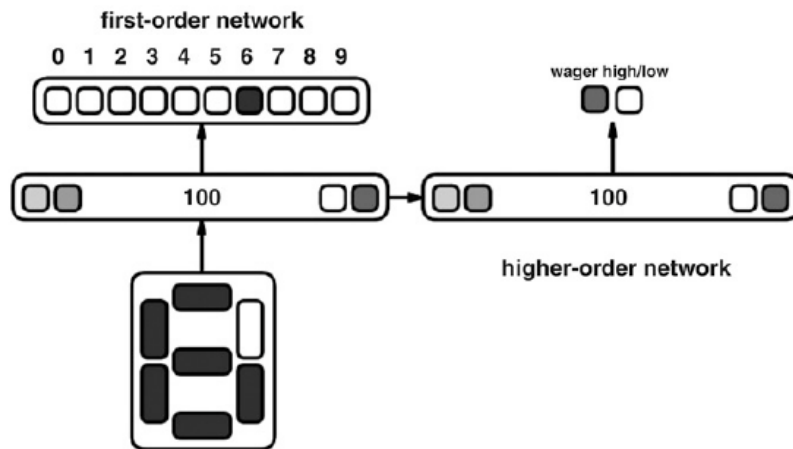 first-order network
0 1 2 3 4 5 6 7 8 9
wager high/low
100
100
higher-order network